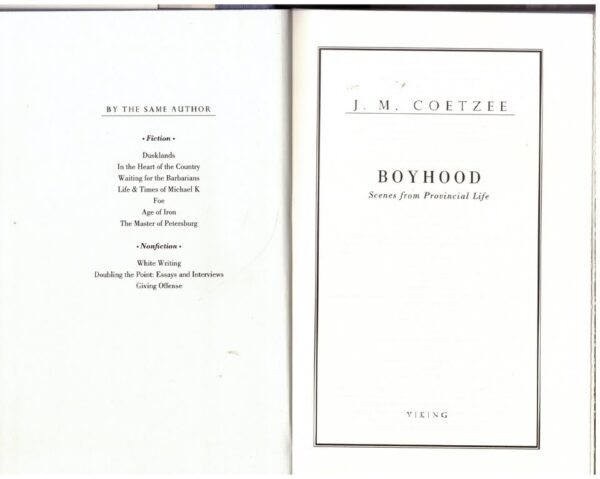 BY THE SAME AUTHOR
• Fiction •
Dusklands
In the Heart of the Country
Waiting for the Barbarians
Life & Times of Michael K
Foe
Age of Iron
The Master of Petersburg
• Nonfiction •
White Writing
Doubling the Point: Essays and Interviews
Giving Offense
J. M. COETZEE
BOYHOOD
Scenes from Provincial Life
VIKING